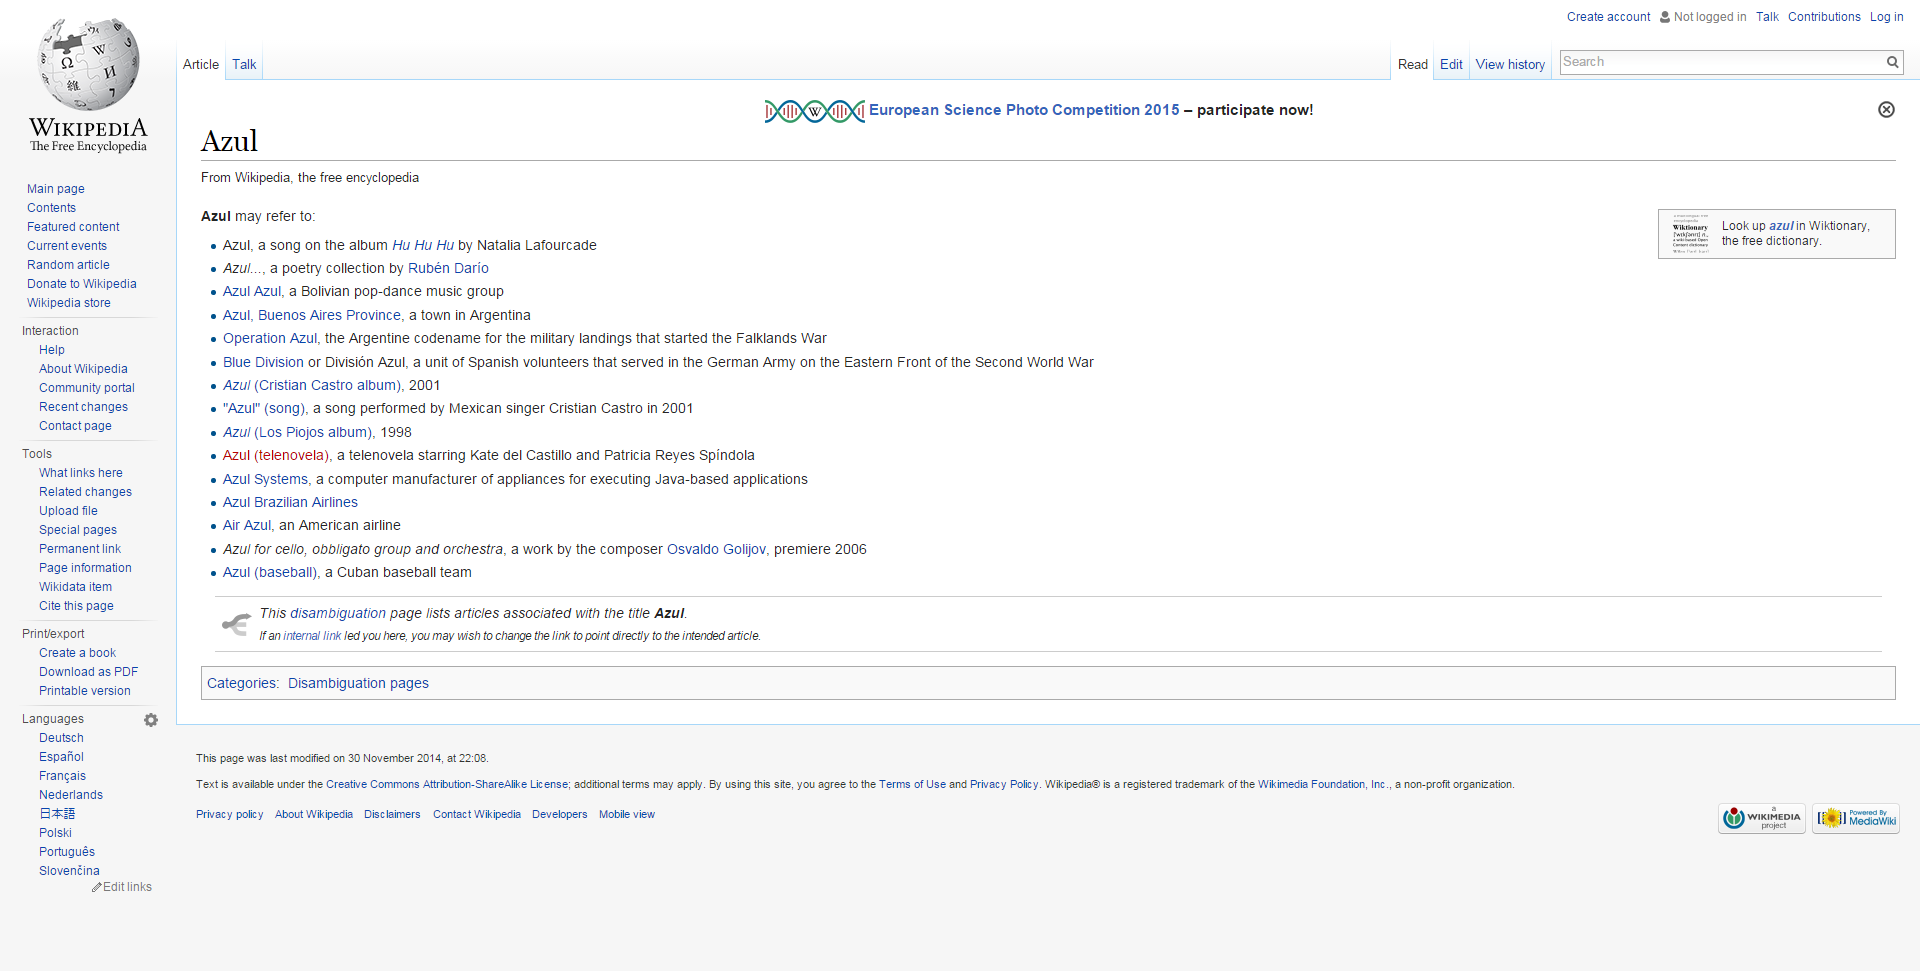 Create account Not logged in Talk Contributions Log in
Article Talk Read Edit View history Search
WIKIPEDIA
The Free Encyclopedia
European Science Photo Competition 2015 – participate now!
Azul
From Wikipedia, the free encyclopedia
Azul may refer to:
Azul, a song on the album Hu Hu Hu by Natalia Lafourcade
Azul..., a poetry collection by Rubén Darío
Azul Azul, a Bolivian pop-dance music group
Azul, Buenos Aires Province, a town in Argentina
Operation Azul, the Argentine codename for the military landings that started the Falklands War
Blue Division or División Azul, a unit of Spanish volunteers that served in the German Army on the Eastern Front of the Second World War
Azul (Cristian Castro album), 2001
"Azul" (song), a song performed by Mexican singer Cristian Castro in 2001
Azul (Los Piojos album), 1998
Azul (telenovela), a telenovela starring Kate del Castillo and Patricia Reyes Spíndola
Azul Systems, a computer manufacturer of appliances for executing Java-based applications
Azul Brazilian Airlines
Air Azul, an American airline
Azul for cello, obbligato group and orchestra, a work by the composer Osvaldo Golijov, premiere 2006
Azul (baseball), a Cuban baseball team
Wiktionary
Look up azul in Wiktionary,
the free dictionary.
This disambiguation page lists articles associated with the title Azul.
If an internal link led you here, you may wish to change the link to point directly to the intended article.
Categories: Disambiguation pages
Main page
Contents
Featured content
Current events
Random article
Donate to Wikipedia
Wikipedia store
Interaction
Help
About Wikipedia
Community portal
Recent changes
Contact page
Tools
What links here
Related changes
Upload file
Special pages
Permanent link
Page information
Wikidata item
Cite this page
Print/export
Create a book
Download as PDF
Printable version
Languages
Deutsch
Español
Français
Nederlands
日本語
Polski
Português
Slovenčina
Edit links
This page was last modified on 30 November 2014, at 22:08.
Text is available under the Creative Commons Attribution-ShareAlike License; additional terms may apply. By using this site, you agree to the Terms of Use and Privacy Policy. Wikipedia® is a registered trademark of the Wikimedia Foundation, Inc., a non-profit organization.
Privacy policy About Wikipedia Disclaimers Contact Wikipedia Developers Mobile view
a
WIKIMEDIA
project
Powered By
MediaWiki